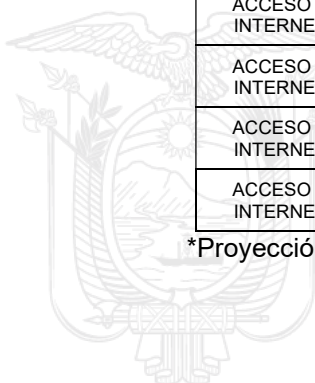 ACCESO
INTERNE
ACCESO
INTERNE
ACCESO
INTERNE
ACCESO
INTERNE
*Proyecció